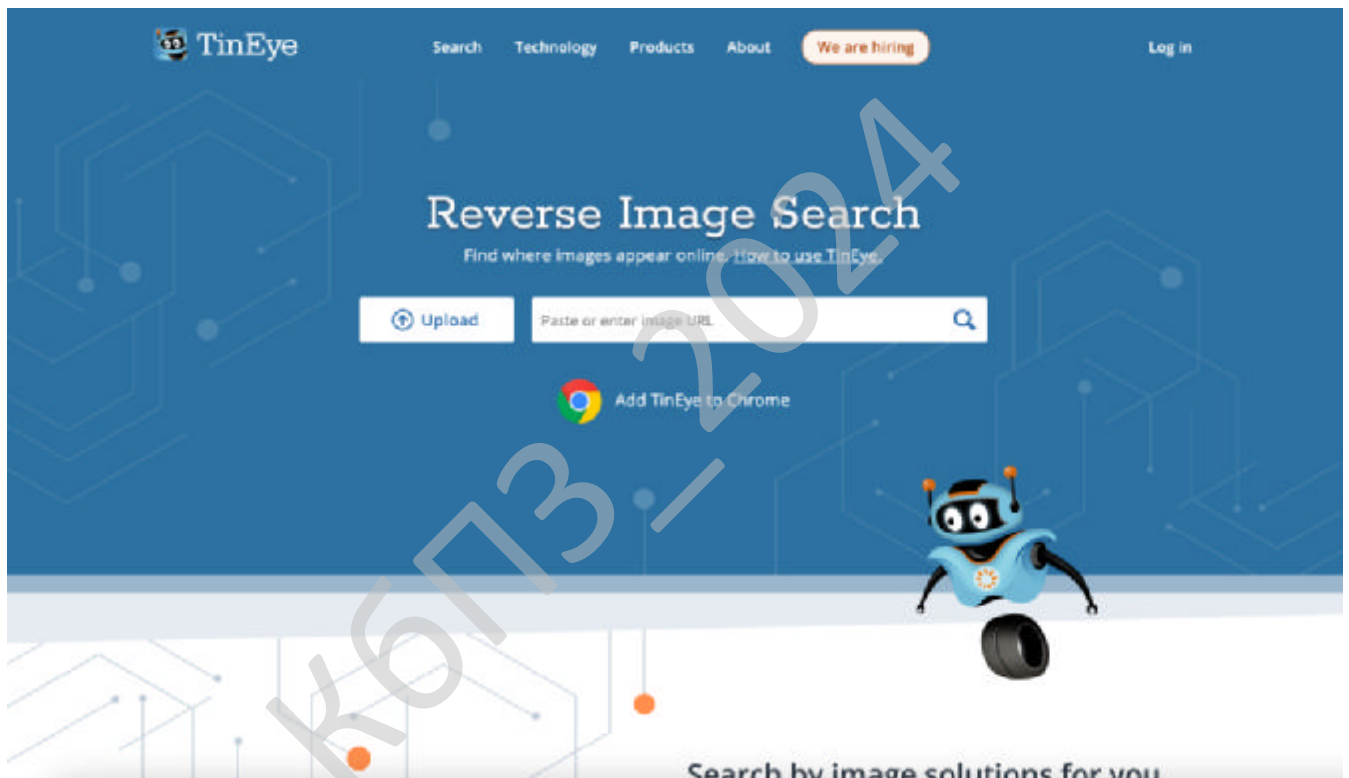 TinEye
Search Technology Products About We are hiring Log in
Reverse Image Search
Find where images appear online. How to use TinEye.
Upload
Paste or enter image URL
Add TinEye to Chrome
КбПЗ_2024
Search by image solutions for you